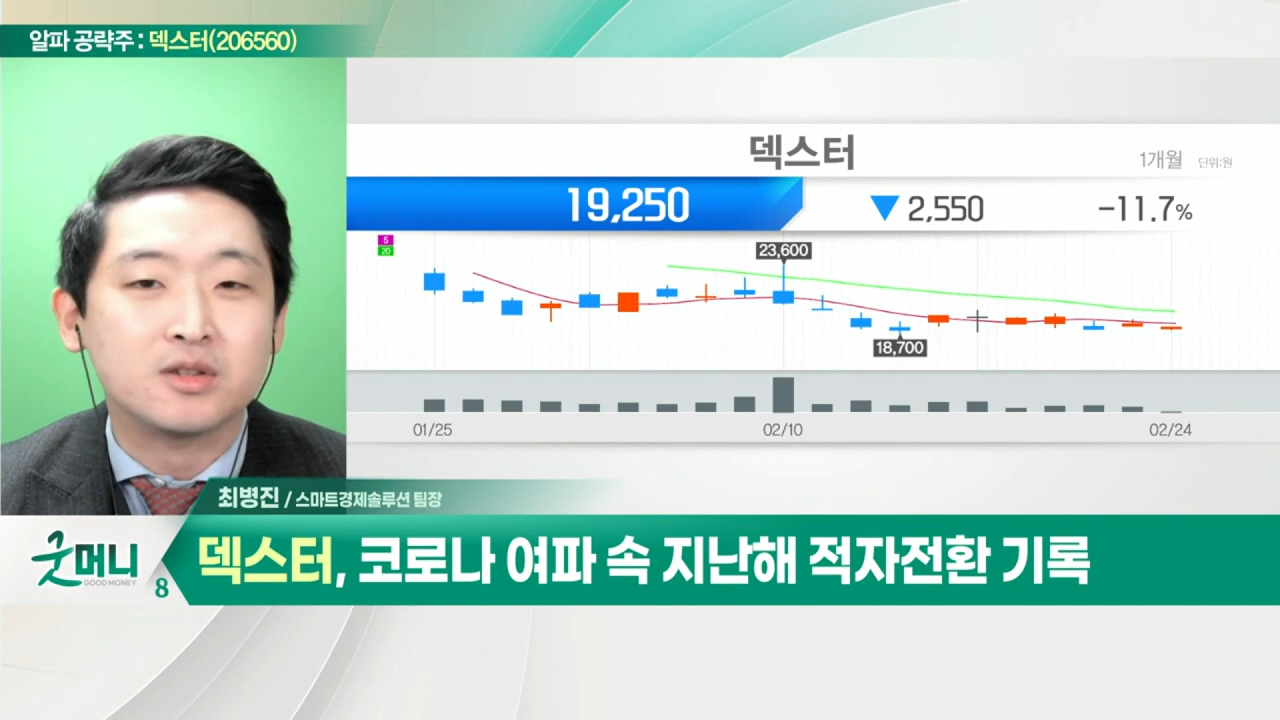 알파 공략주 : 덱스터(206560)
덱스터
1개월 단위:원
19,250 ▼ 2,550 -11.7%
5
20
23,600
18,700
01/25 02/10 02/24
최병진 / 스마트경제솔루션 팀장
굿머니
GOOD MONEY
8
덱스터, 코로나 여파 속 지난해 적자전환 기록